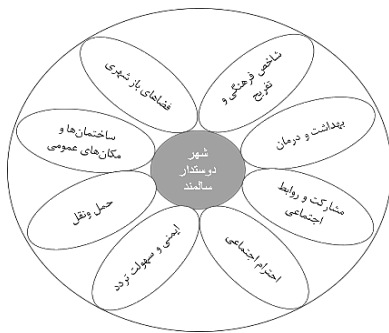 شاخص فرهنگی و
تفریح
بهداشت و درمان
مشارکت و روابط
اجتماعی
احترام اجتماعی
ایمنی و سهولت تردد
حمل ونقل
ساختمان‌ها و
مکان‌های عمومی
فضاهای باز شهری
شهر
دوستدار
سالمند